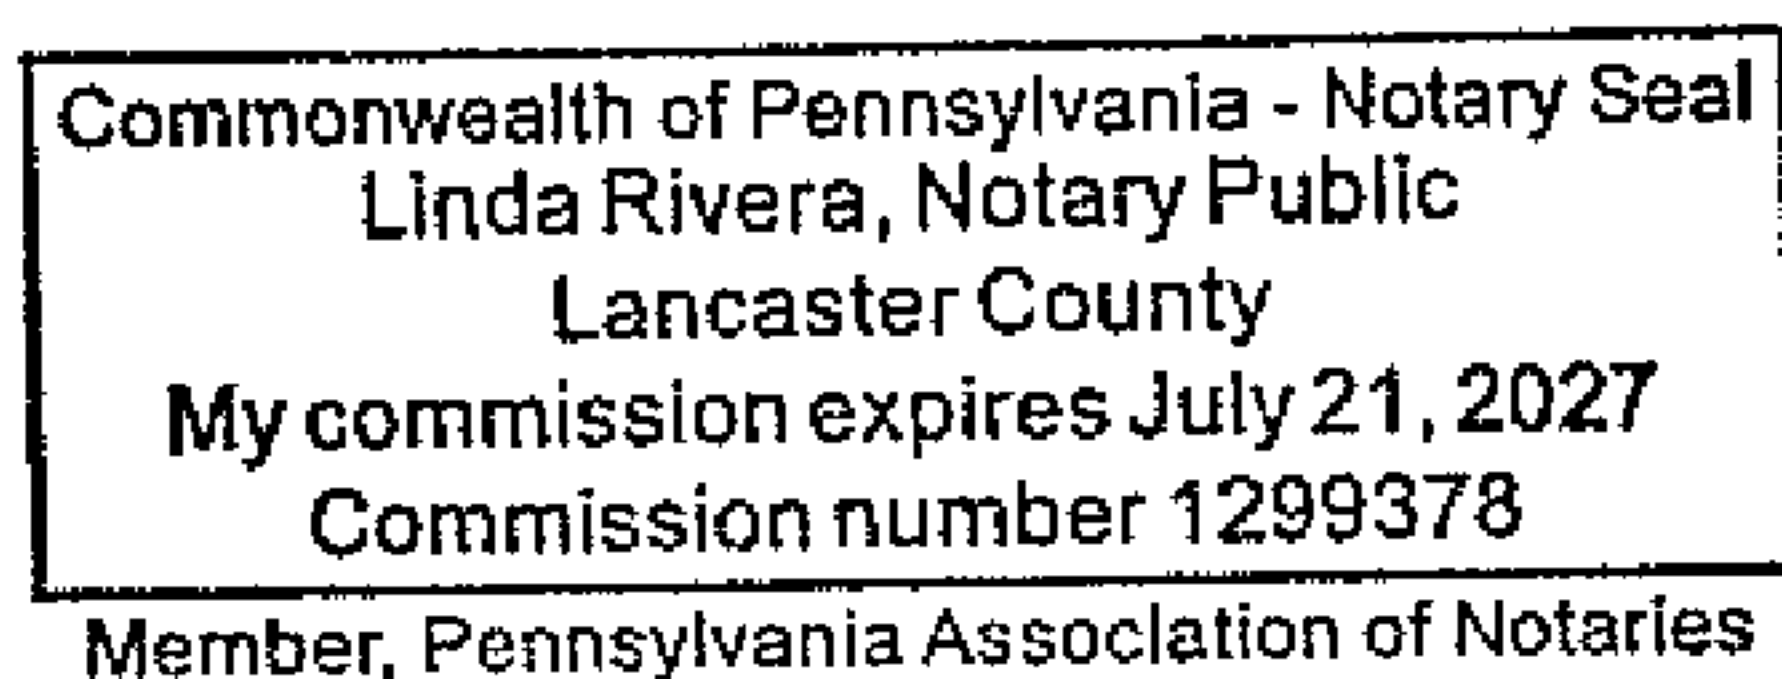 Commonwealth of Pennsylvania - Notary Seal
Linda Rivera, Notary Public
Lancaster County
My commission expires July 21, 2027
Commission number 1299378
Member, Pennsylvania Association of Notaries